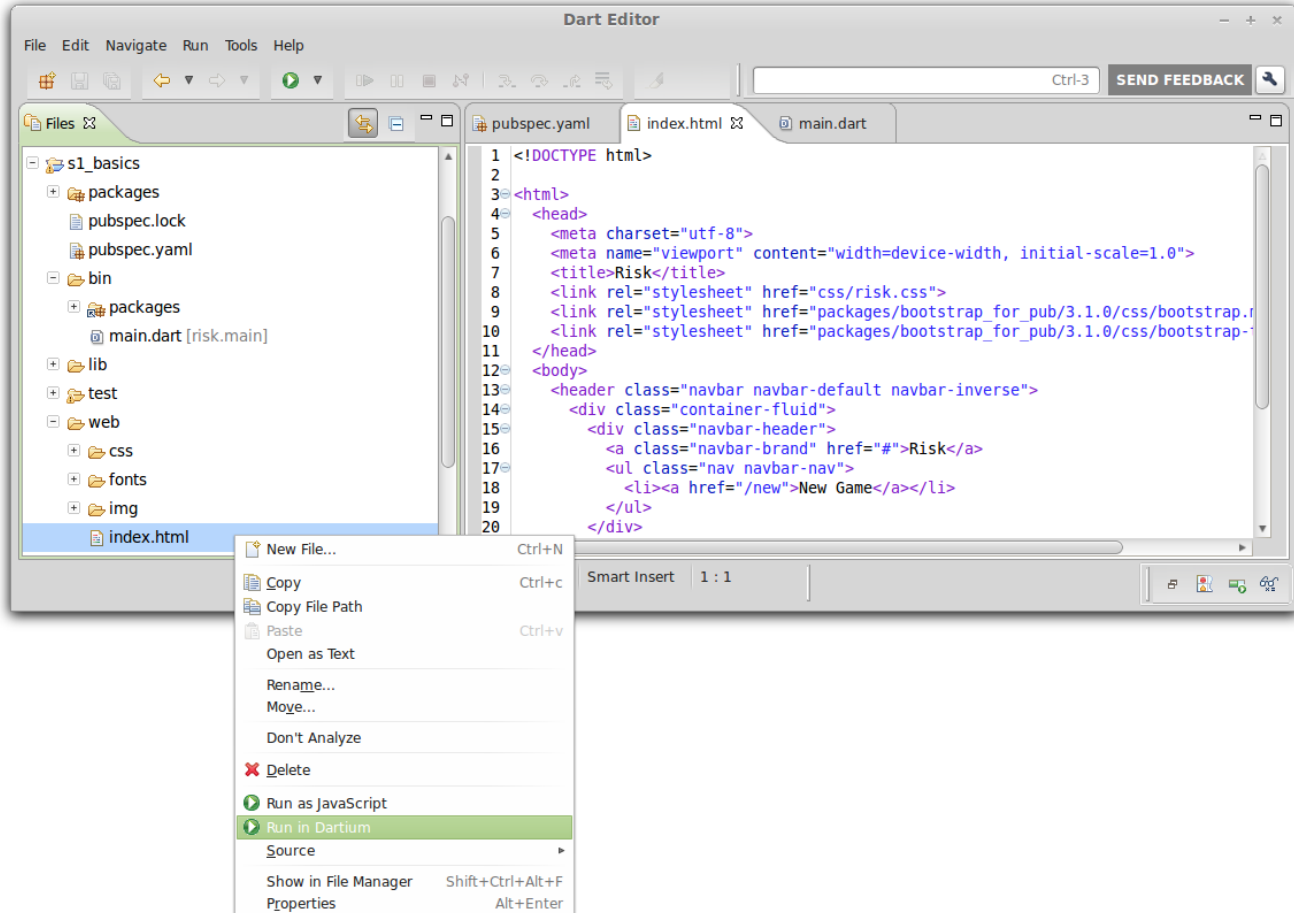 Dart Editor
File Edit Navigate Run Tools Help
Ctrl-3 SEND FEEDBACK
Files
pubspec.yaml index.html main.dart
s1_basics
packages
pubspec.lock
pubspec.yaml
bin
packages
main.dart [risk.main]
lib
test
web
css
fonts
img
index.html
1 <!DOCTYPE html>
2
3 <html>
4 <head>
5 <meta charset="utf-8">
6 <meta name="viewport" content="width=device-width, initial-scale=1.0">
7 <title>Risk</title>
8 <link rel="stylesheet" href="css/risk.css">
9 <link rel="stylesheet" href="packages/bootstrap_for_pub/3.1.0/css/bootstrap.
10 <link rel="stylesheet" href="packages/bootstrap_for_pub/3.1.0/css/bootstrap-
11 </head>
12 <body>
13 <header class="navbar navbar-default navbar-inverse">
14 <div class="container-fluid">
15 <div class="navbar-header">
16 <a class="navbar-brand" href="#">Risk</a>
17 <ul class="nav navbar-nav">
18 <li><a href="/new">New Game</a></li>
19 </ul>
20 </div>
Smart Insert 1 : 1
New File... Ctrl+N
Copy Ctrl+c
Copy File Path
Paste Ctrl+v
Open as Text
Rename...
Move...
Don't Analyze
Delete
Run as JavaScript
Run in Dartium
Source
Show in File Manager Shift+Ctrl+Alt+F
Properties Alt+Enter